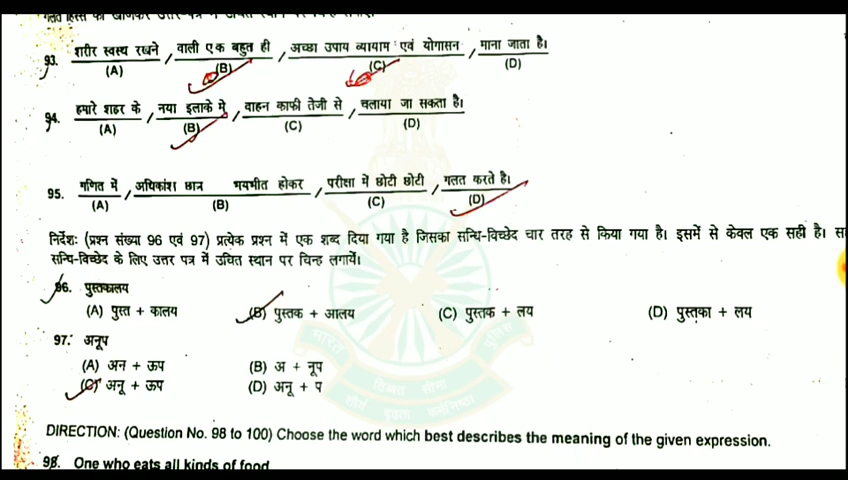 93. शरीर स्वस्थ रखने / वाली एक बहुत ही / अच्छा उपाय व्यायाम एवं योगासन / माना जाता है।
(A) (B) (C) (D)
94. हमारे शहर के / नया इलाके में / वाहन काफी तेजी से / चलाया जा सकता है।
(A) (B) (C) (D)
95. गणित में / अधिकांश छात्र भयभीत होकर / परीक्षा में छोटी छोटी / गलत करते है।
(A) (B) (C) (D)
निर्देशः (प्रश्न संख्या 96 एवं 97) प्रत्येक प्रश्न में एक शब्द दिया गया है जिसका सन्धि-विच्छेद चार तरह से किया गया है। इसमें से केवल एक सही है।
सन्धि-विच्छेद के लिए उत्तर पत्र में उचित स्थान पर चिन्ह लगायें।
96. पुस्तकालय
(A) पुस्त + कालय (B) पुस्तक + आलय (C) पुस्तक + लय (D) पुस्तका + लय
97. अनूप
(A) अन + ऊप (B) अ + नूप
(C) अनू + ऊप (D) अनू + प
भारत तिब्बत सीमा पुलिस
शौर्य दृढ़ता कर्मनिष्ठा
DIRECTION: (Question No. 98 to 100) Choose the word which best describes the meaning of the given expression.
98. One who eats all kinds of food